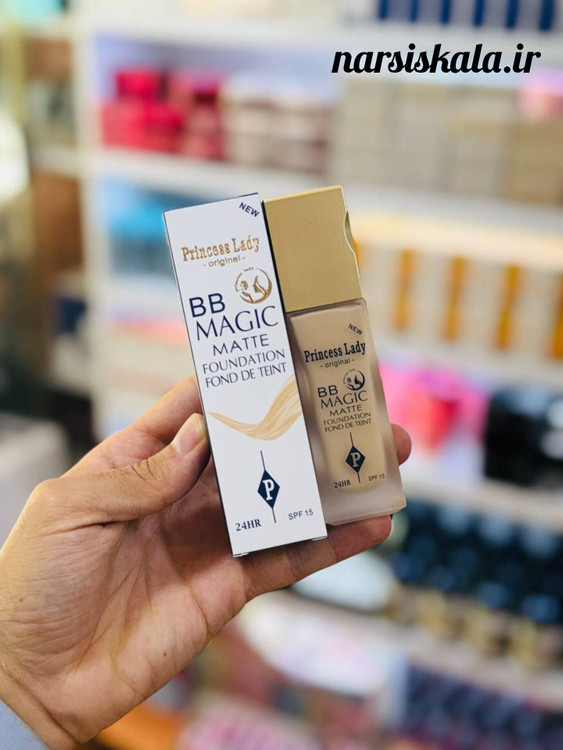 narsiskala.ir
NEW
Princess Lady
- original -
BB
MAGIC
MATTE
FOUNDATION
FOND DE TEINT
P
24HR SPF 15
NEW
Princess Lady
- original -
BB
MAGIC
MATTE
FOUNDATION
FOND DE TEINT
P
24HR SPF 15